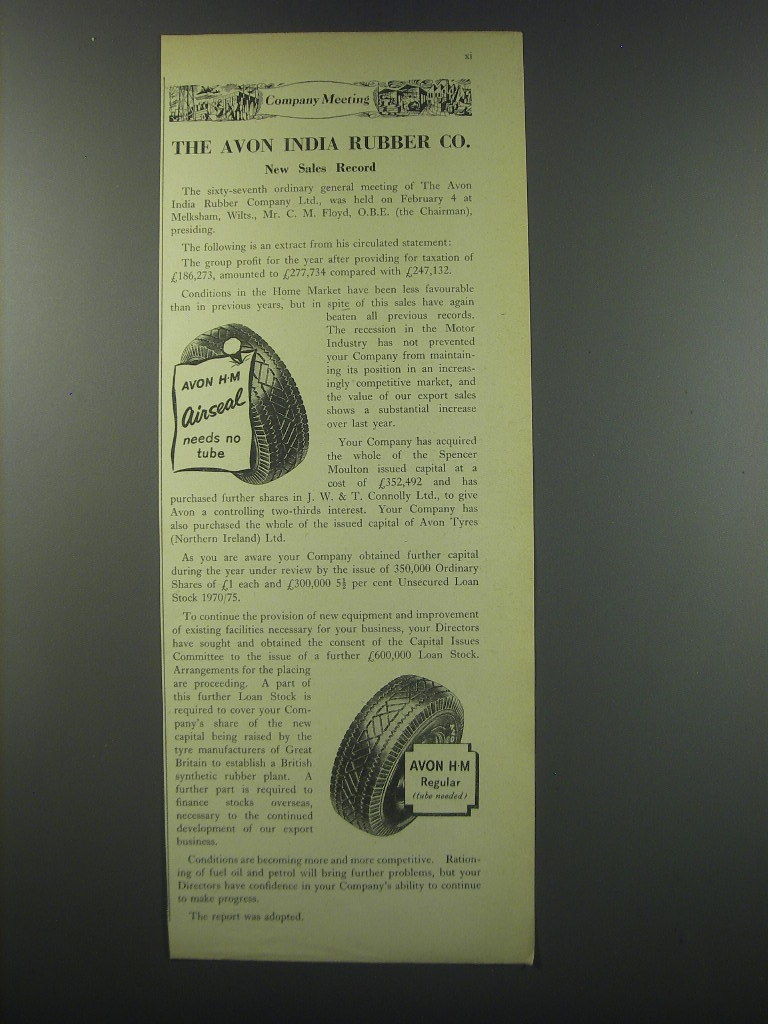 xi
Company Meeting
THE AVON INDIA RUBBER CO.
New Sales Record
The sixty-seventh ordinary general meeting of The Avon
India Rubber Company Ltd., was held on February 4 at
Melksham, Wilts., Mr. C. M. Floyd, O.B.E. (the Chairman),
presiding.
The following is an extract from his circulated statement:
The group profit for the year after providing for taxation of
£186,273, amounted to £277,734 compared with £247,132.
Conditions in the Home Market have been less favourable
than in previous years, but in spite of this sales have again
beaten all previous records.
The recession in the Motor
Industry has not prevented
your Company from maintain-
ing its position in an increas-
ingly competitive market, and
the value of our export sales
shows a substantial increase
over last year.
AVON H·M
Airseal
needs no
tube
Your Company has acquired
the whole of the Spencer
Moulton issued capital at a
cost of £352,492 and has
purchased further shares in J. W. & T. Connolly Ltd., to give
Avon a controlling two-thirds interest. Your Company has
also purchased the whole of the issued capital of Avon Tyres
(Northern Ireland) Ltd.
As you are aware your Company obtained further capital
during the year under review by the issue of 350,000 Ordinary
Shares of £1 each and £300,000 5½ per cent Unsecured Loan
Stock 1970/75.
To continue the provision of new equipment and improvement
of existing facilities necessary for your business, your Directors
have sought and obtained the consent of the Capital Issues
Committee to the issue of a further £600,000 Loan Stock.
Arrangements for the placing
are proceeding. A part of
this further Loan Stock is
required to cover your Com-
pany's share of the new
capital being raised by the
tyre manufacturers of Great
Britain to establish a British
synthetic rubber plant. A
further part is required to
finance stocks overseas,
necessary to the continued
development of our export
business.
AVON H·M
Regular
(tube needed)
Conditions are becoming more and more competitive. Ration-
ing of fuel oil and petrol will bring further problems, but your
Directors have confidence in your Company's ability to continue
to make progress.
The report was adopted.